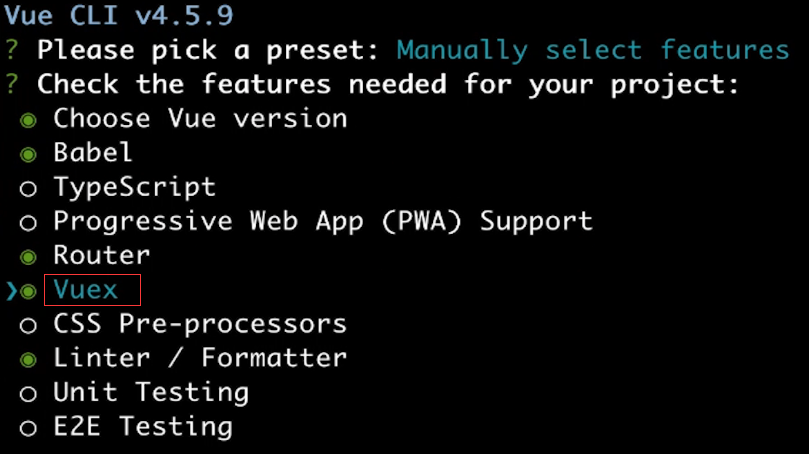 Vue CLI v4.5.9
? Please pick a preset: Manually select features
? Check the features needed for your project:
◉ Choose Vue version
◉ Babel
◯ TypeScript
◯ Progressive Web App (PWA) Support
◉ Router
❯◉ Vuex
◯ CSS Pre-processors
◉ Linter / Formatter
◯ Unit Testing
◯ E2E Testing